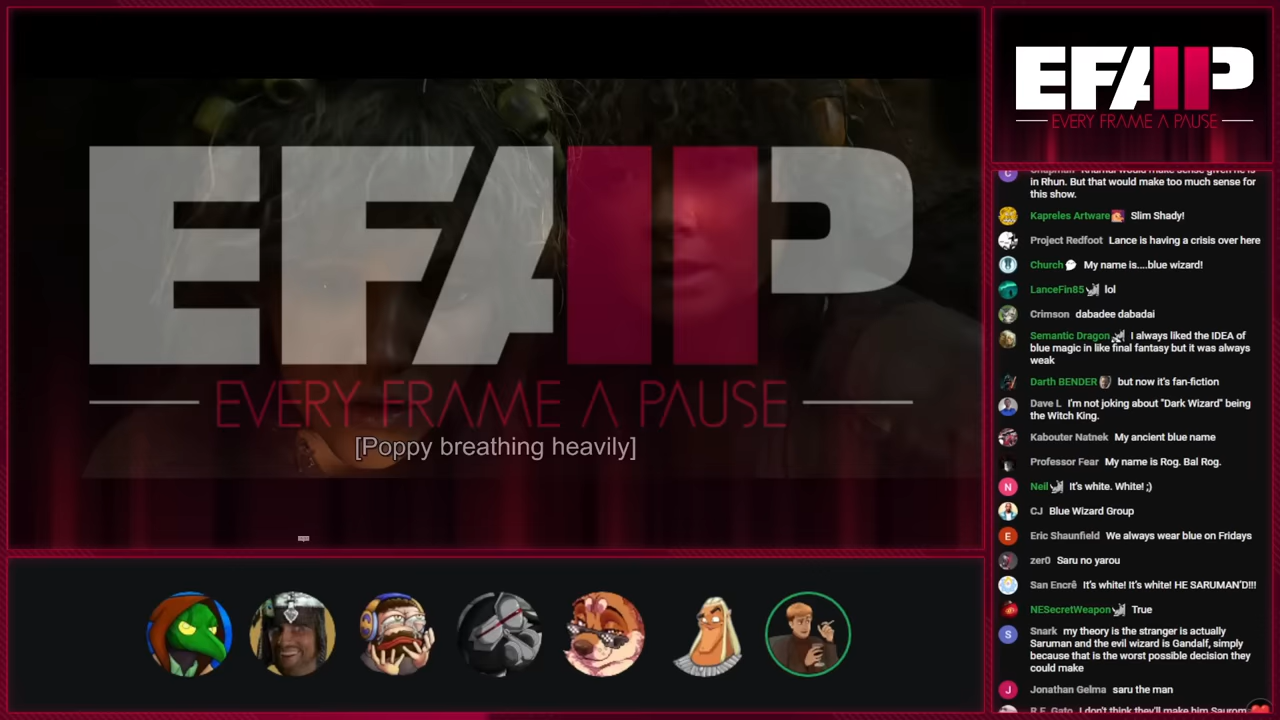 EFAP
EVERY FRAME A PAUSE
[Poppy breathing heavily]
EFAP
EVERY FRAME A PAUSE
in Rhun. But that would make too much sense for
this show.
Kapreles Artware Slim Shady!
Project Redfoot Lance is having a crisis over here
Church My name is....blue wizard!
LanceFin85 lol
Crimson dabadee dabadai
Semantic Dragon I always liked the IDEA of
blue magic in like final fantasy but it was always
weak
Darth BENDER but now it's fan-fiction
Dave L I'm not joking about "Dark Wizard" being
the Witch King.
Kabouter Natnek My ancient blue name
Professor Fear My name is Rog. Bal Rog.
N
Neil It's white. White! ;)
CJ Blue Wizard Group
E
Eric Shaunfield We always wear blue on Fridays
zer0 Saru no yarou
San Encrê It's white! It's white! HE SARUMAN'D!!!
NESecretWeapon True
S
Snark my theory is the stranger is actually
Saruman and the evil wizard is Gandalf, simply
because that is the worst possible decision they
could make
J
Jonathan Gelma saru the man
R.F. Gato I don't think they'll make him Saurom